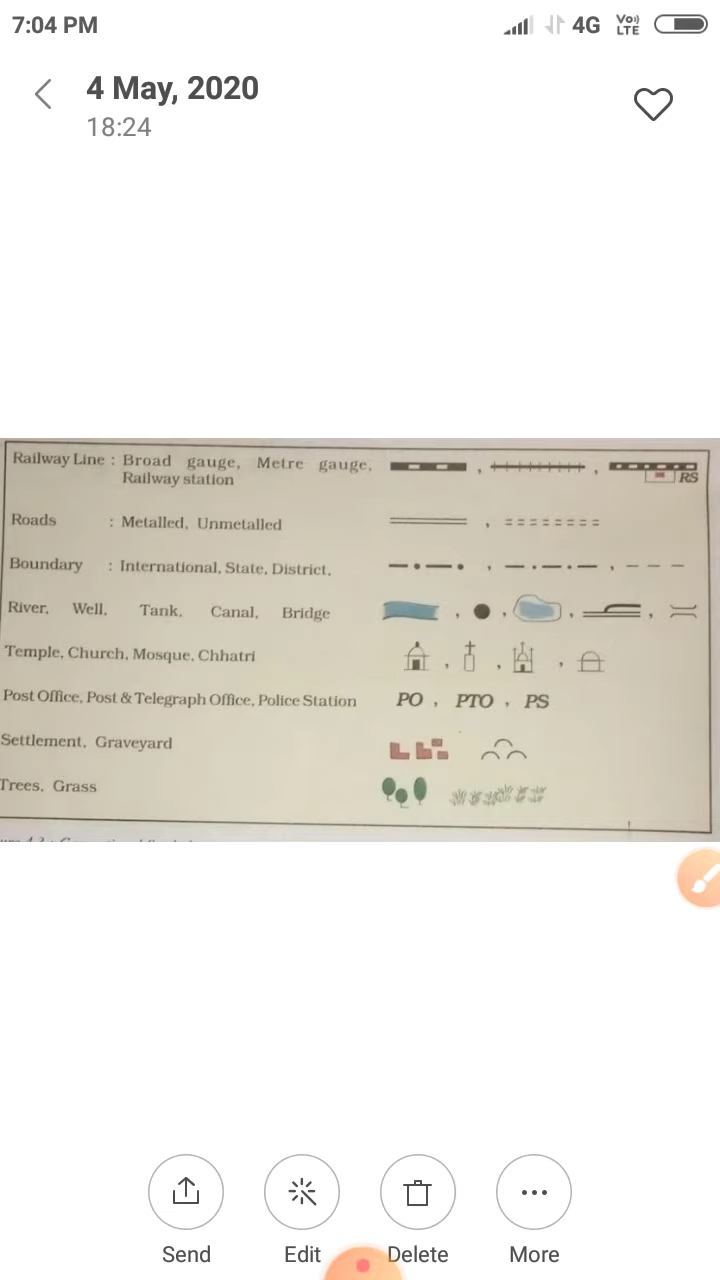 7:04 PM 4G Vo)) LTE
4 May, 2020
18:24
Railway Line : Broad gauge, Metre gauge,
Railway station
RS
Roads : Metalled, Unmetalled
Boundary : International, State, District,
River, Well, Tank, Canal, Bridge
Temple, Church, Mosque, Chhatri
Post Office, Post & Telegraph Office, Police Station PO , PTO , PS
Settlement, Graveyard
Trees, Grass
Send Edit Delete More